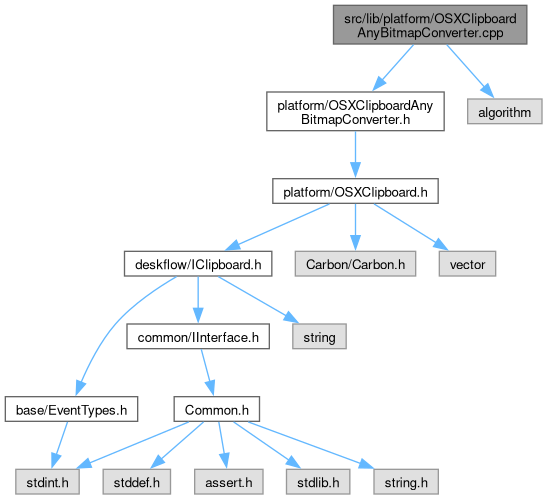 src/lib/platform/OSXClipboard
AnyBitmapConverter.cpp
platform/OSXClipboardAny
BitmapConverter.h
algorithm
platform/OSXClipboard.h
deskflow/IClipboard.h
Carbon/Carbon.h
vector
common/IInterface.h
string
base/EventTypes.h
Common.h
stdint.h
stddef.h
assert.h
stdlib.h
string.h